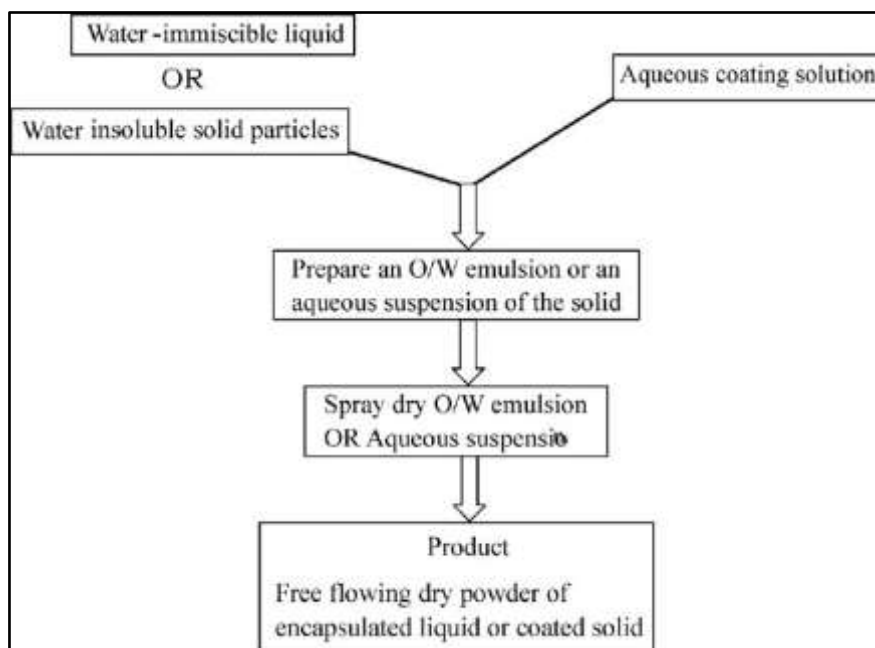 Water -immiscible liquid
OR
Aqueous coating solution
Water insoluble solid particles
Prepare an O/W emulsion or an
aqueous suspension of the solid
Spray dry O/W emulsion
OR Aqueous suspensio
Product
Free flowing dry powder of
encapsulated liquid or coated solid